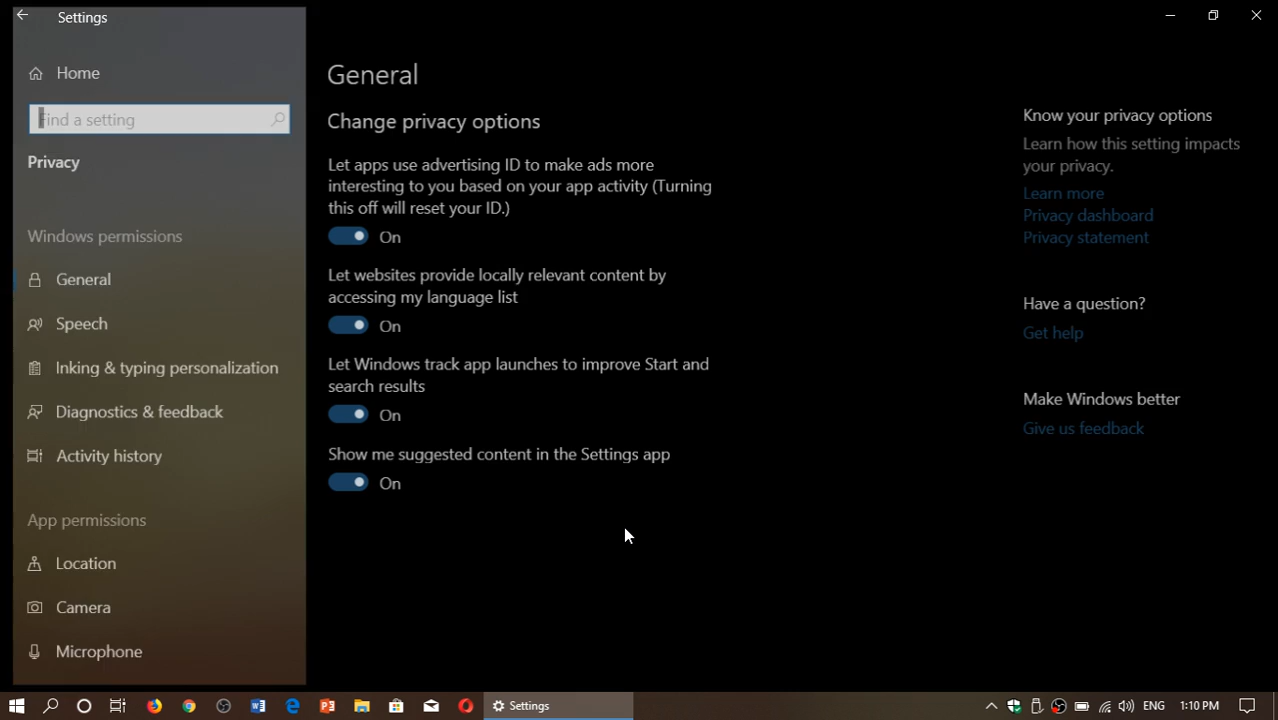 Settings
Home
Find a setting
Privacy
Windows permissions
General
Speech
Inking & typing personalization
Diagnostics & feedback
Activity history
App permissions
Location
Camera
Microphone
General
Change privacy options
Let apps use advertising ID to make ads more
interesting to you based on your app activity (Turning
this off will reset your ID.)
On
Let websites provide locally relevant content by
accessing my language list
On
Let Windows track app launches to improve Start and
search results
On
Show me suggested content in the Settings app
On
Know your privacy options
Learn how this setting impacts
your privacy.
Learn more
Privacy dashboard
Privacy statement
Have a question?
Get help
Make Windows better
Give us feedback
Settings
ENG
1:10 PM